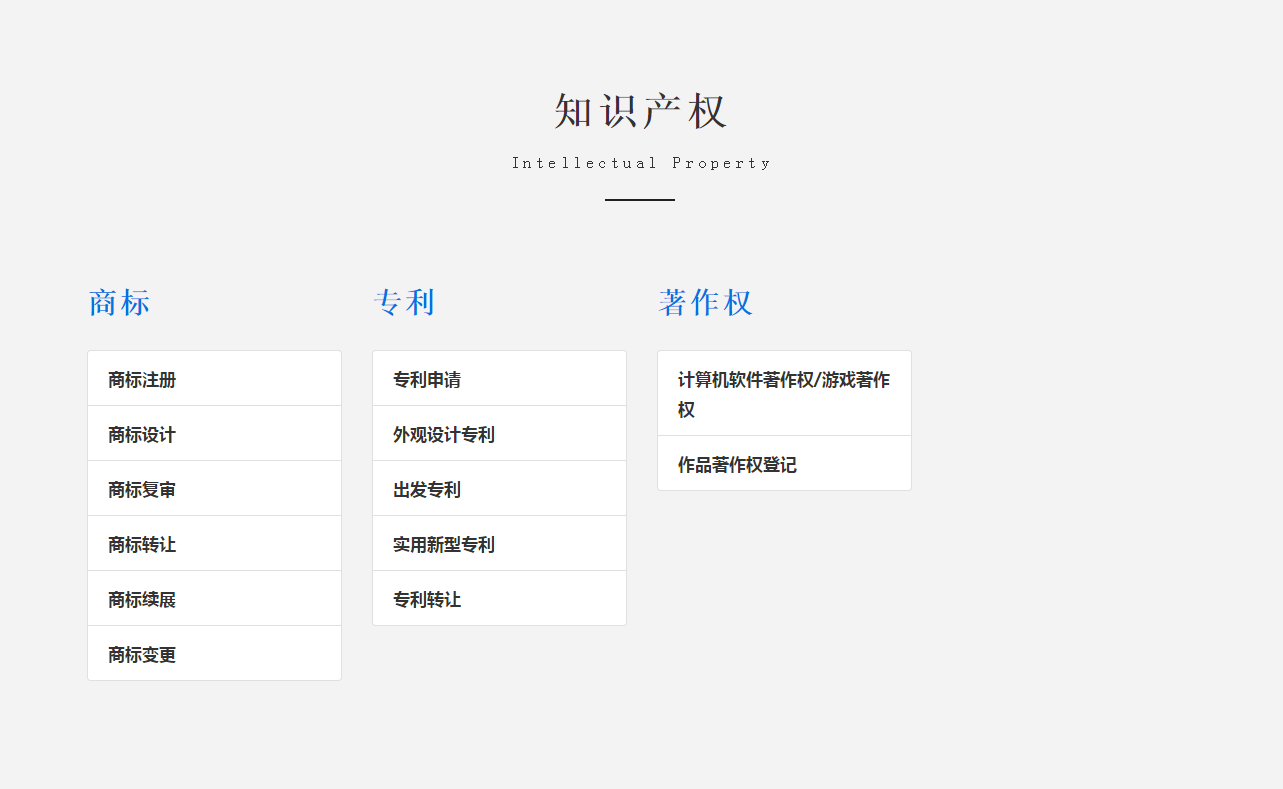 知识产权
Intellectual Property
商标
商标注册
商标设计
商标复审
商标转让
商标续展
商标变更
专利
专利申请
外观设计专利
出发专利
实用新型专利
专利转让
著作权
计算机软件著作权/游戏著作
权
作品著作权登记